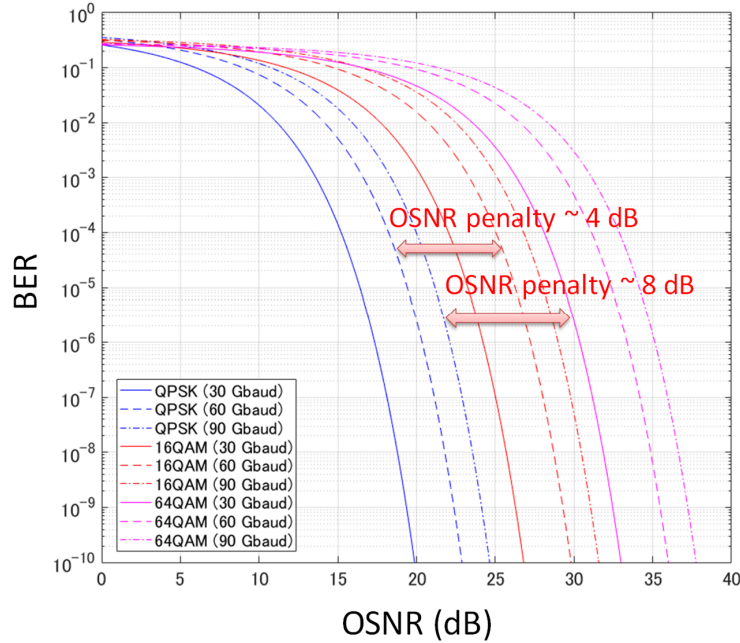 10⁰
10⁻¹
10⁻²
10⁻³
10⁻⁴
10⁻⁵
10⁻⁶
10⁻⁷
10⁻⁸
10⁻⁹
10⁻¹⁰
BER
OSNR penalty ~ 4 dB
OSNR penalty ~ 8 dB
QPSK (30 Gbaud)
QPSK (60 Gbaud)
QPSK (90 Gbaud)
16QAM (30 Gbaud)
16QAM (60 Gbaud)
16QAM (90 Gbaud)
64QAM (30 Gbaud)
64QAM (60 Gbaud)
64QAM (90 Gbaud)
0 5 10 15 20 25 30 35 40
OSNR (dB)